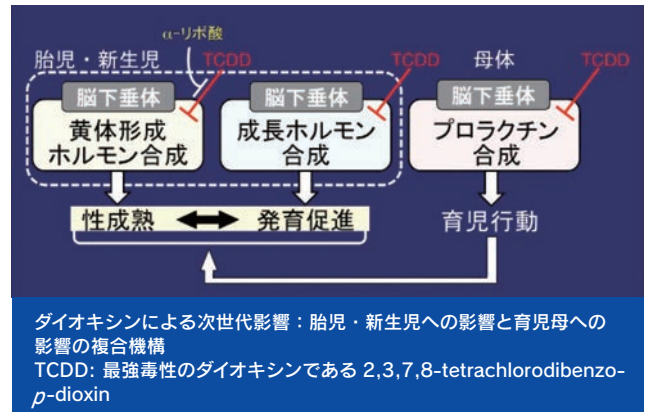 α-リポ酸
胎児・新生児 TCDD TCDD 母体 TCDD
脳下垂体 脳下垂体 脳下垂体
黄体形成
ホルモン合成
成長ホルモン
合成
プロラクチン
合成
性成熟 発育促進 育児行動
ダイオキシンによる次世代影響：胎児・新生児への影響と育児母への
影響の複合機構
TCDD: 最強毒性のダイオキシンである 2,3,7,8-tetrachlorodibenzo-
p-dioxin